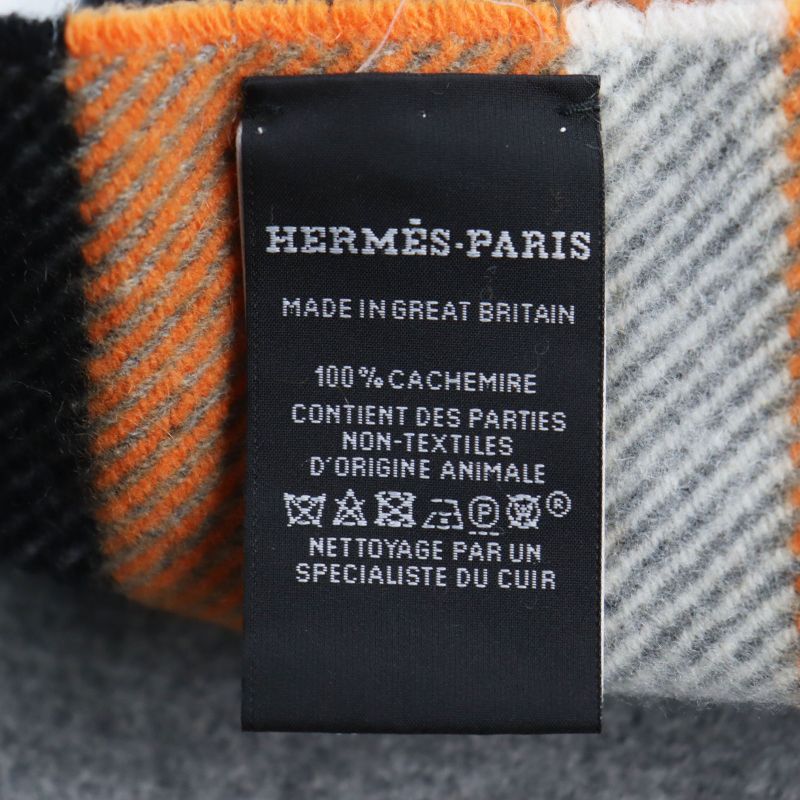 HERMÈS-PARIS
MADE IN GREAT BRITAIN
100% CACHEMIRE
CONTIENT DES PARTIES
NON-TEXTILES
D'ORIGINE ANIMALE
P W ®
NETTOYAGE PAR UN
SPECIALISTE DU CUIR